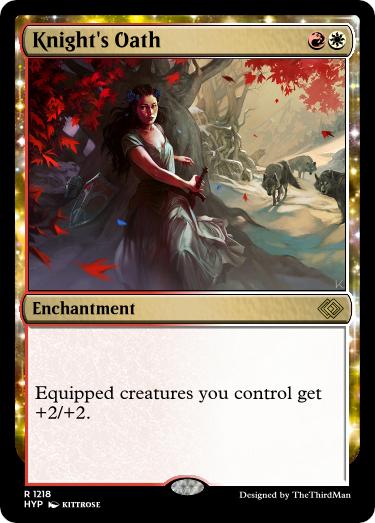 Knight's Oath
Enchantment
Equipped creatures you control get
+2/+2.
R 1218
HYP KITTROSE
Designed by TheThirdMan
K